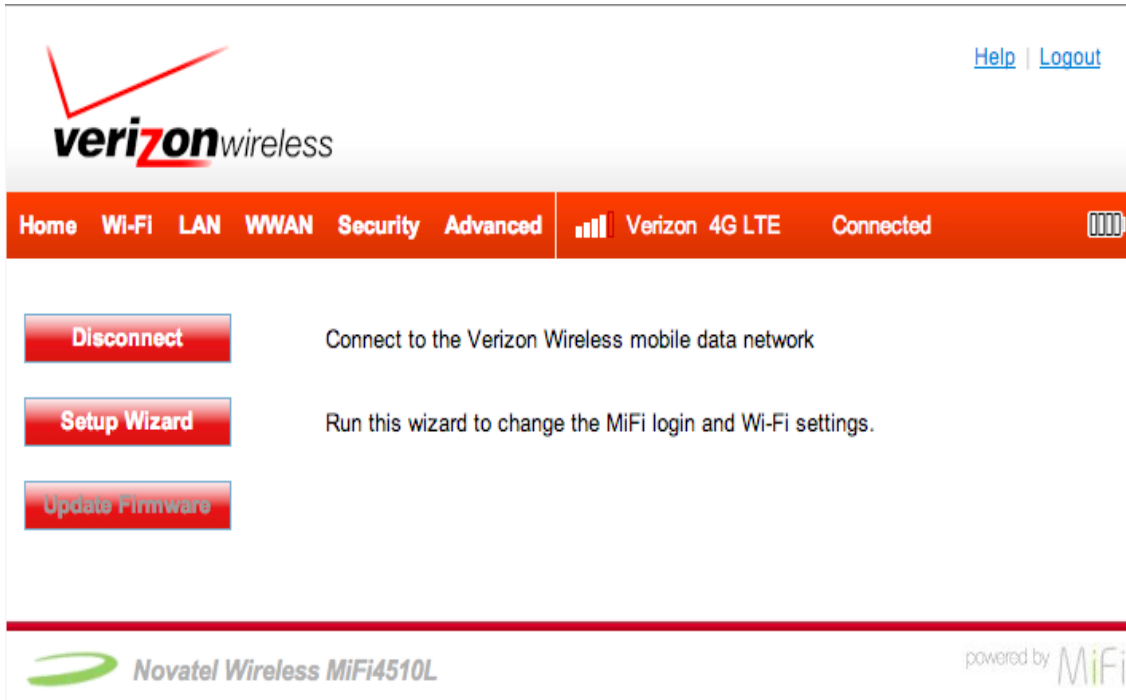 Help | Logout
verizonwireless
Home Wi-Fi LAN WWAN Security Advanced Verizon 4G LTE Connected
Disconnect Connect to the Verizon Wireless mobile data network
Setup Wizard Run this wizard to change the MiFi login and Wi-Fi settings.
Update Firmware
Novatel Wireless MiFi4510L powered by MiFi